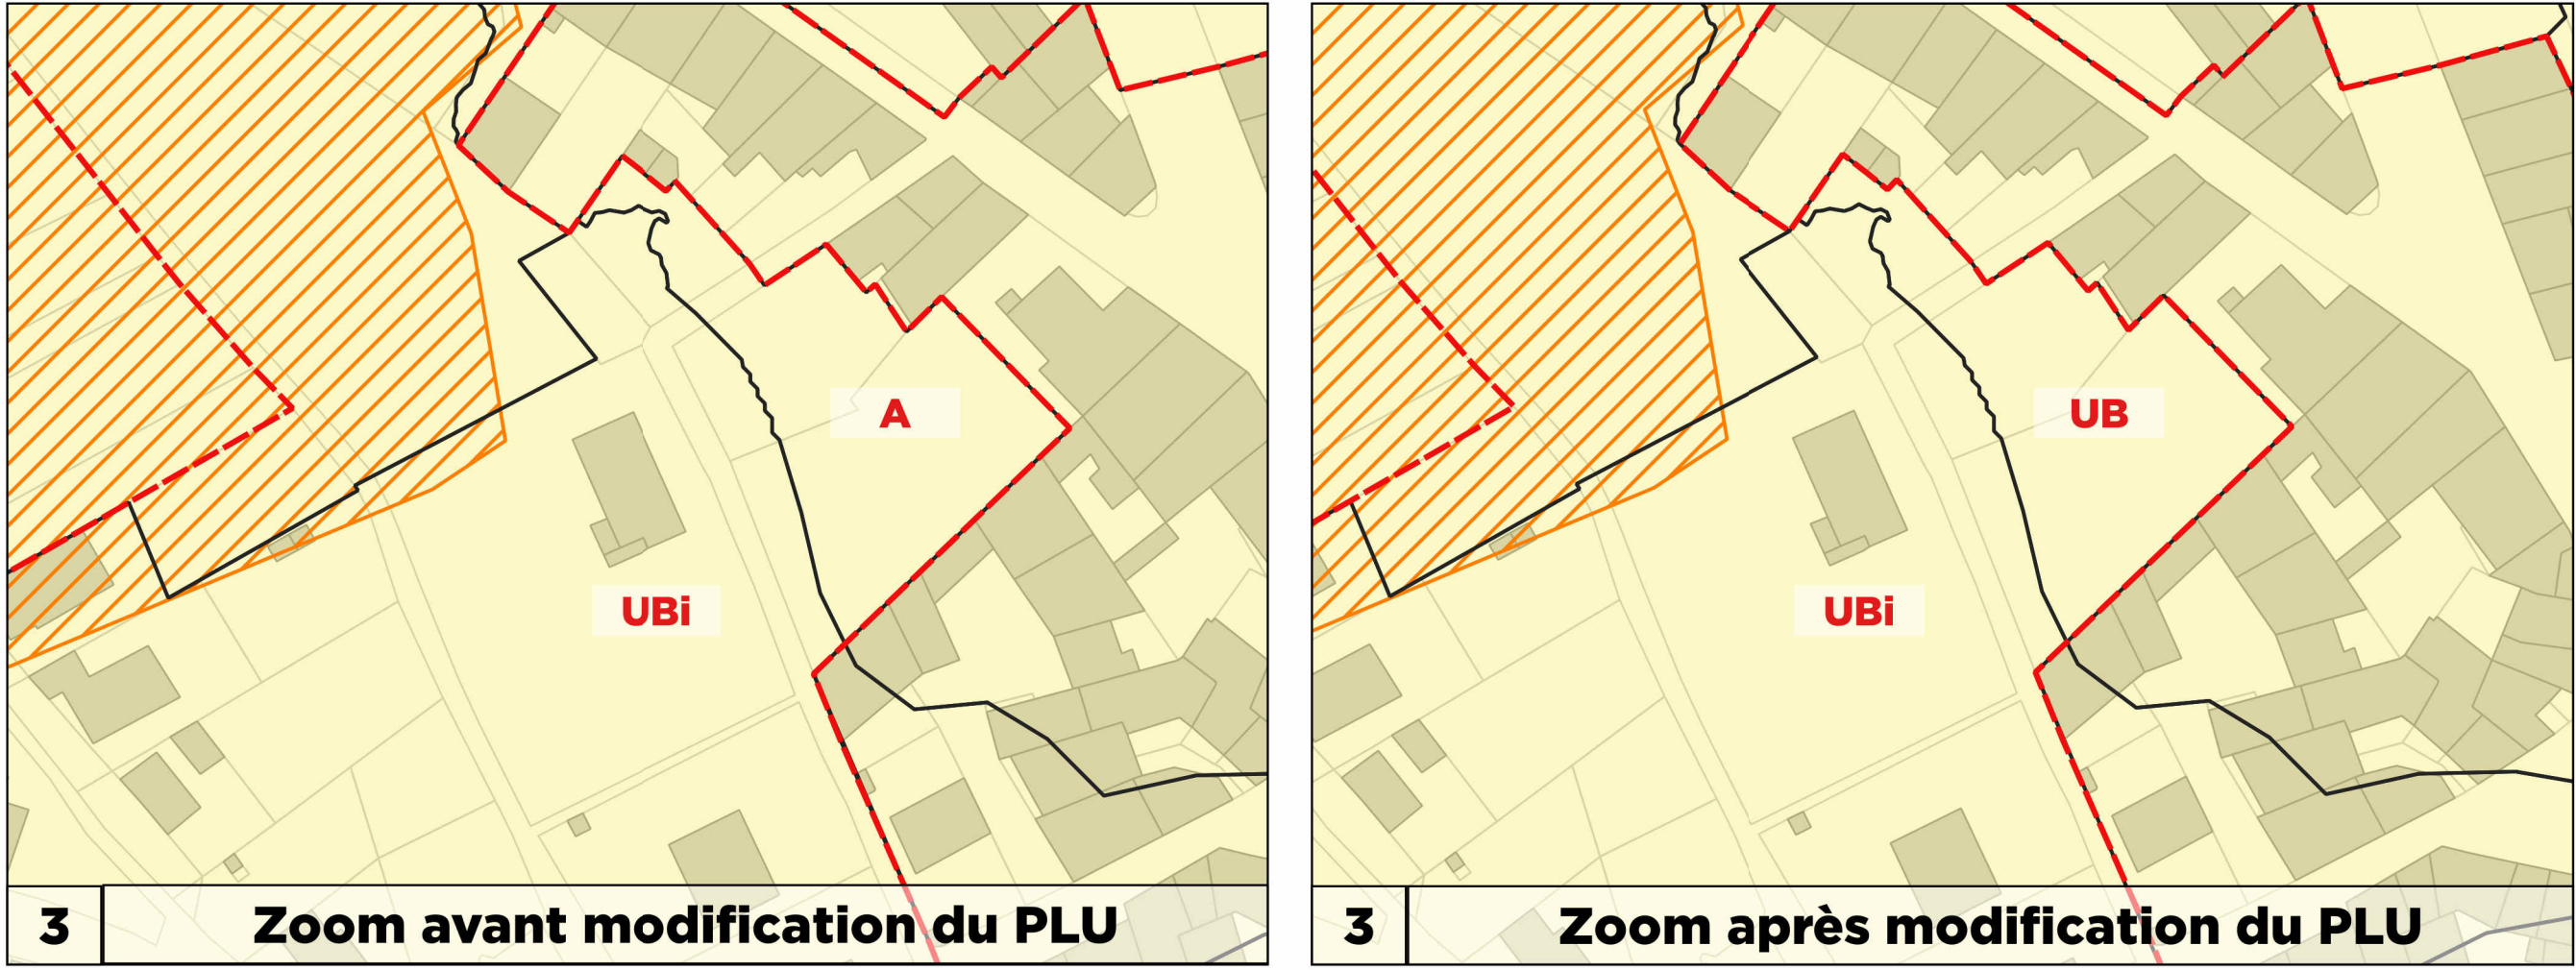 A
UBi
3
Zoom avant modification du PLU
UB
UBi
3
Zoom après modification du PLU